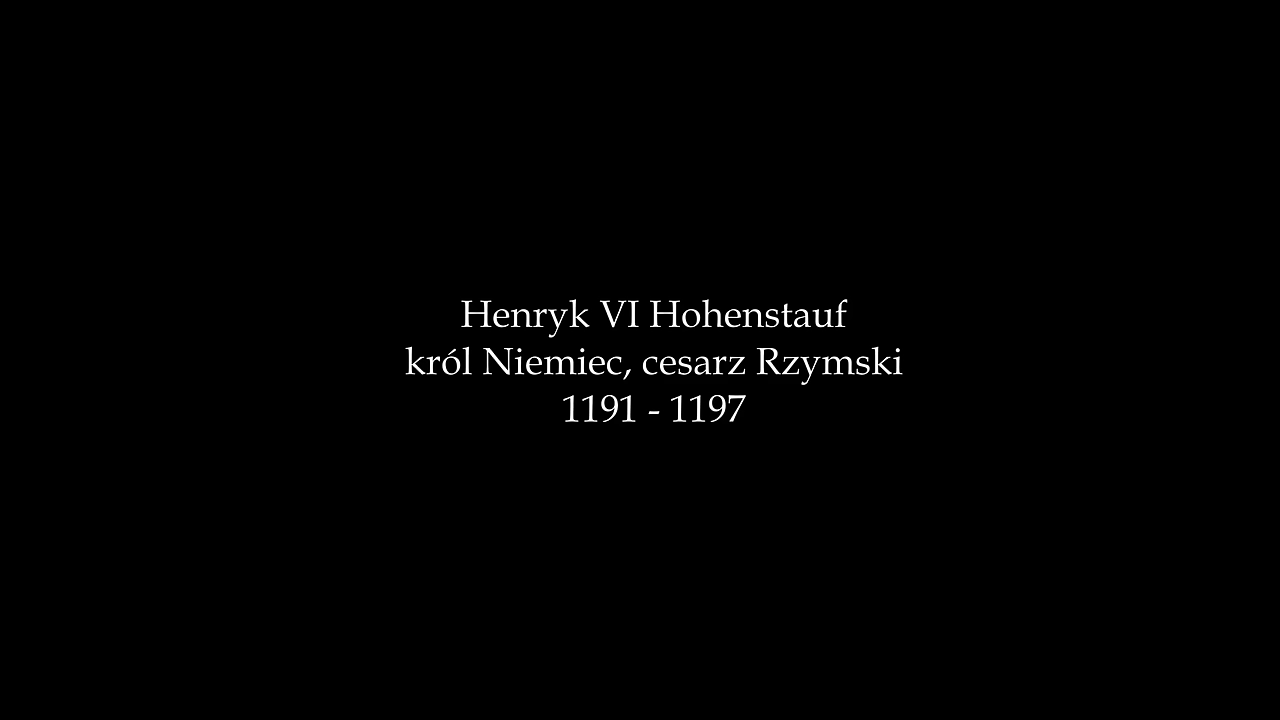 Henryk VI Hohenstauf
król Niemiec, cesarz Rzymski
1191 - 1197